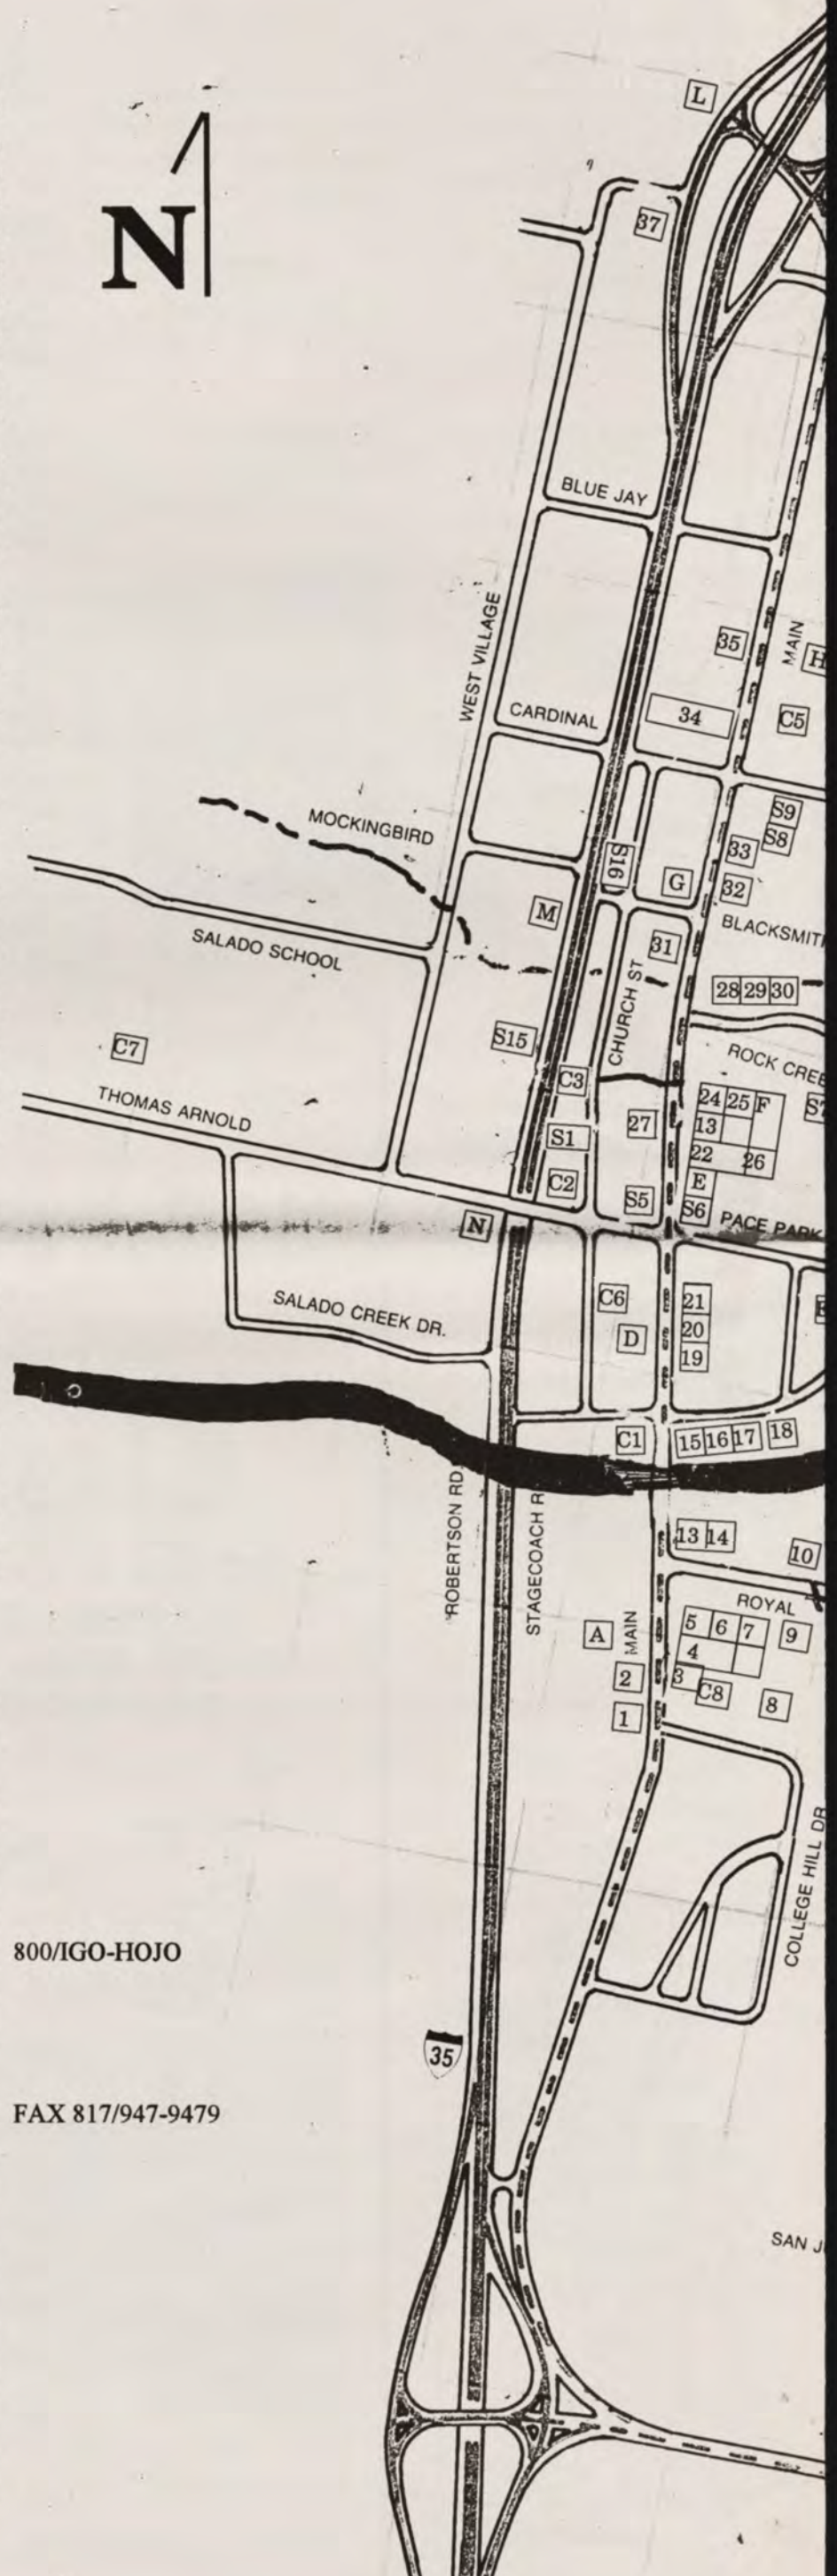 L
N
37
BLUE JAY
WEST VILLAGE
35
MAIN
H
CARDINAL
34
C5
MOCKINGBIRD
S9
S8
33
S16
G
32
M
BLACKSMITH
SALADO SCHOOL
31
CHURCH ST
28 29 30
S15
C7
ROCK CREE
C3
THOMAS ARNOLD
24 25 F
S7
S1
27
13
22 26
C2
E
S5
S6
N
PACE PARK
SALADO CREEK DR.
C6
21
D
20
19
C1
15 16 17 18
ROBERTSON RD.
STAGECOACH R
13 14
10
ROYAL
A
MAIN
5 6 7
9
4
2
3
C8
8
1
COLLEGE HILL DR
800/IGO-HOJO
35
FAX 817/947-9479
SAN J